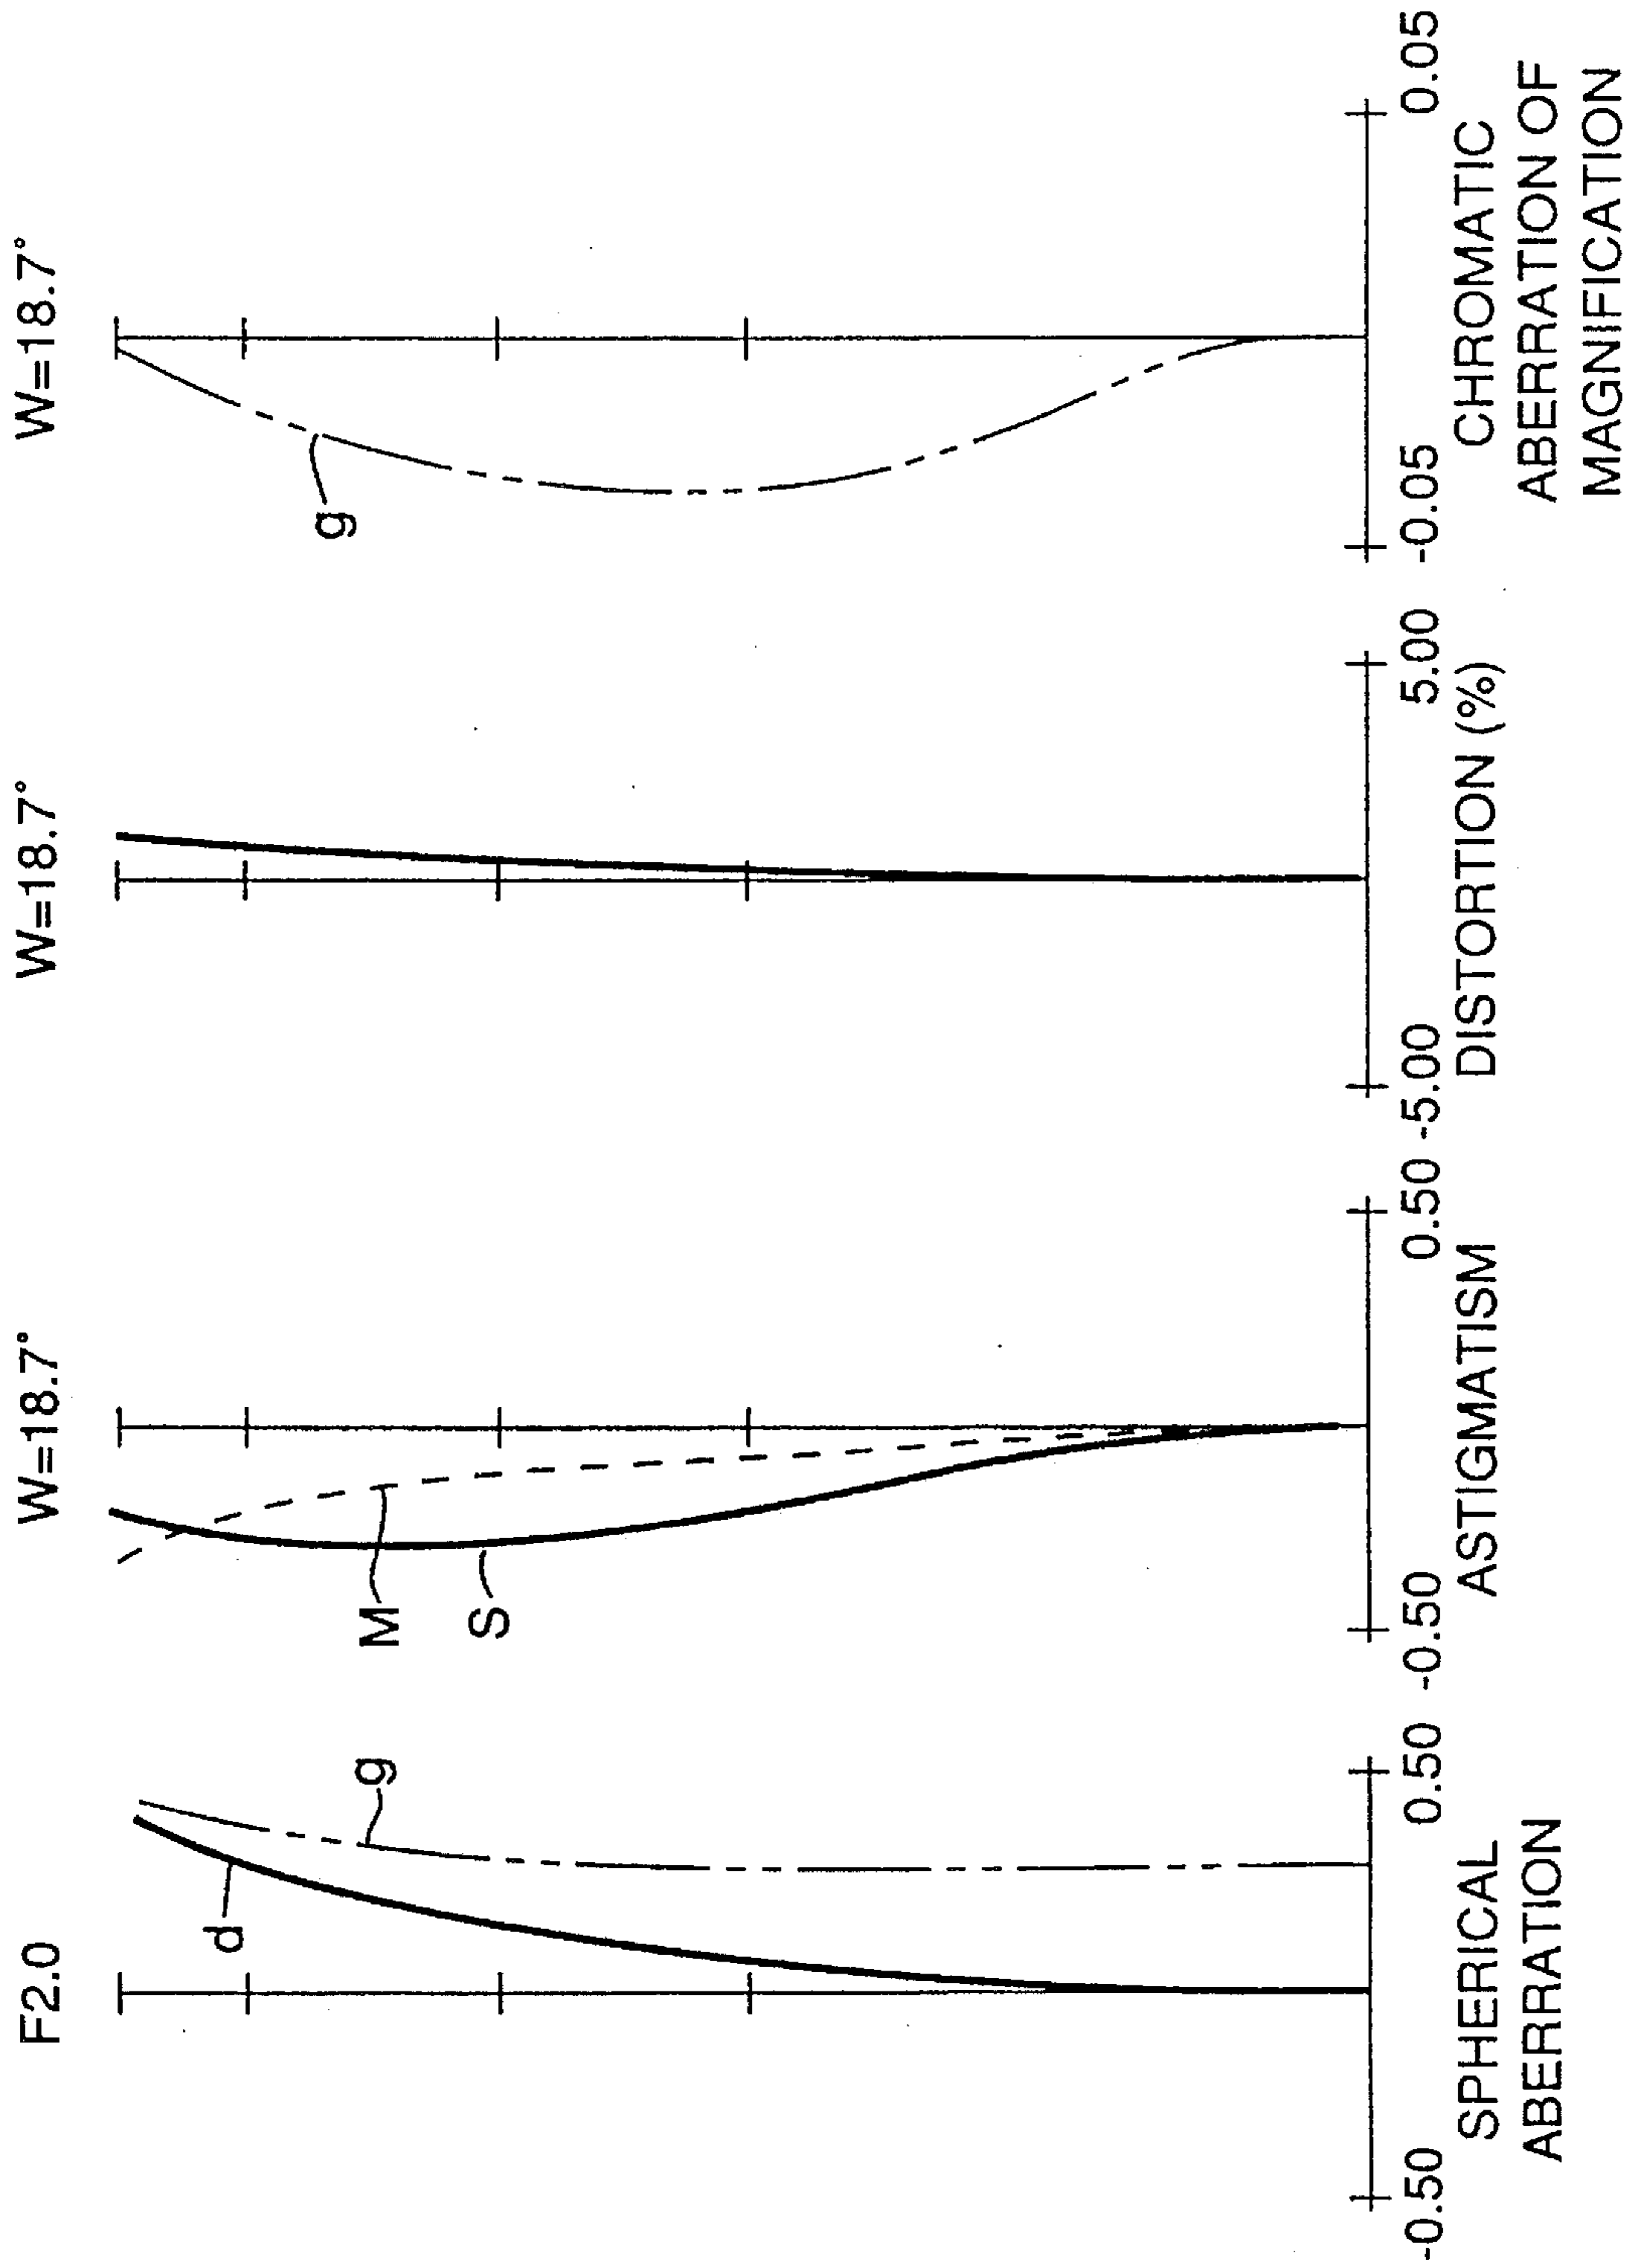 F2.0
d
g
-0.50
0.50
SPHERICAL
ABERRATION
W=18.7°
M
S
-0.50
0.50
ASTIGMATISM
W=18.7°
-5.00
5.00
DISTORTION (%)
W=18.7°
g
-0.05
0.05
CHROMATIC
ABERRATION OF
MAGNIFICATION